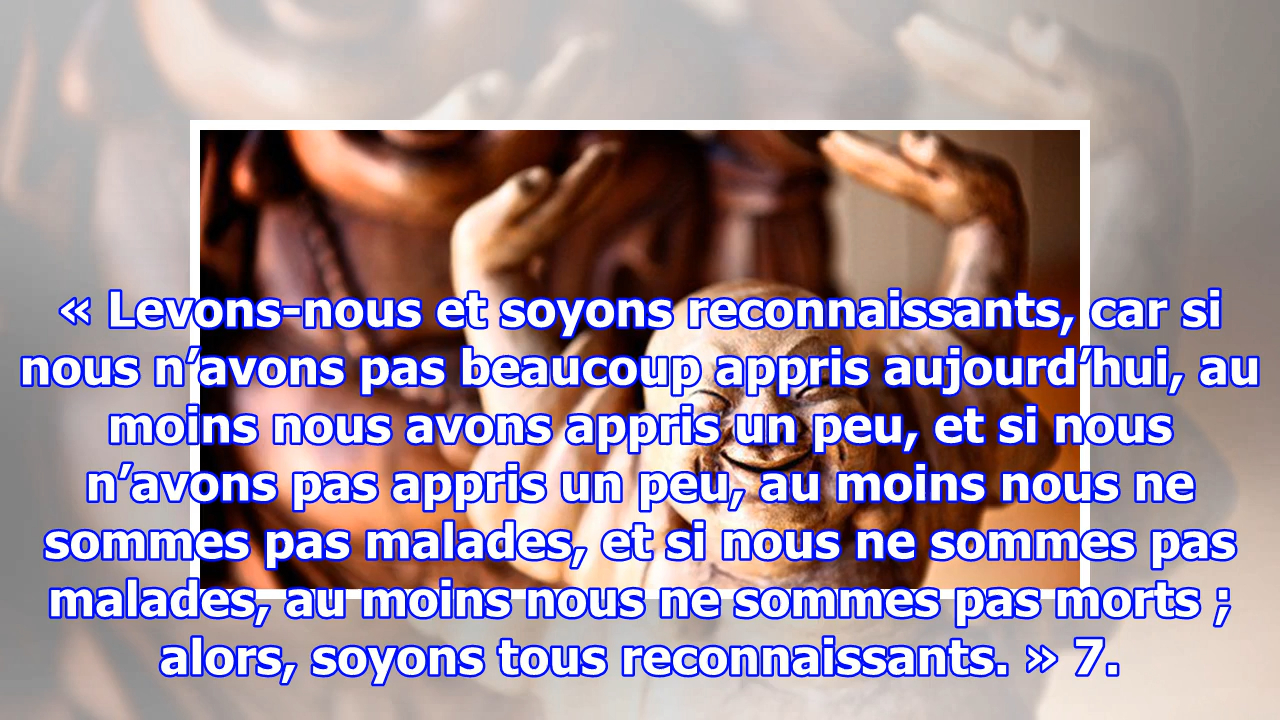 « Levons-nous et soyons reconnaissants, car si
nous n’avons pas beaucoup appris aujourd’hui, au
moins nous avons appris un peu, et si nous
n’avons pas appris un peu, au moins nous ne
sommes pas malades, et si nous ne sommes pas
malades, au moins nous ne sommes pas morts ;
alors, soyons tous reconnaissants. » 7.